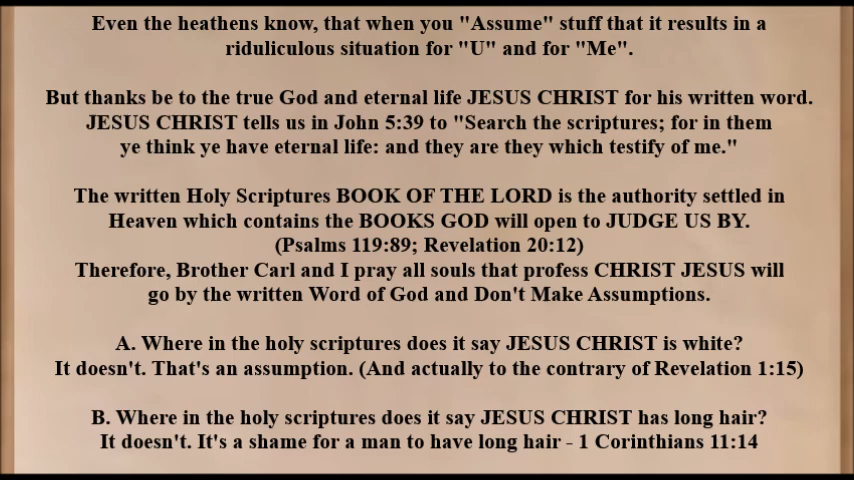 Even the heathens know, that when you "Assume" stuff that it results in a
riduliculous situation for "U" and for "Me".
But thanks be to the true God and eternal life JESUS CHRIST for his written word.
JESUS CHRIST tells us in John 5:39 to "Search the scriptures; for in them
ye think ye have eternal life: and they are they which testify of me."
The written Holy Scriptures BOOK OF THE LORD is the authority settled in
Heaven which contains the BOOKS GOD will open to JUDGE US BY.
(Psalms 119:89; Revelation 20:12)
Therefore, Brother Carl and I pray all souls that profess CHRIST JESUS will
go by the written Word of God and Don't Make Assumptions.
A. Where in the holy scriptures does it say JESUS CHRIST is white?
It doesn't. That's an assumption. (And actually to the contrary of Revelation 1:15)
B. Where in the holy scriptures does it say JESUS CHRIST has long hair?
It doesn't. It's a shame for a man to have long hair - 1 Corinthians 11:14